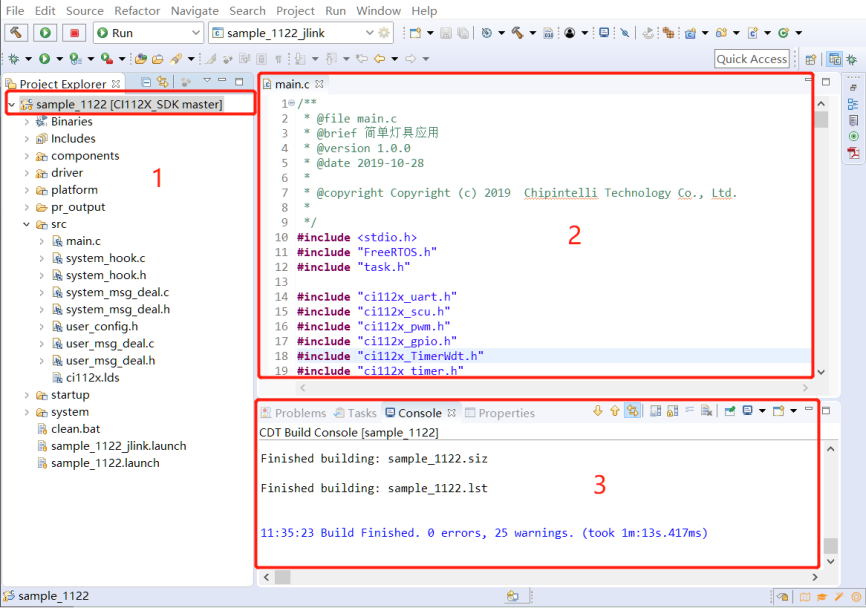 File Edit Source Refactor Navigate Search Project Run Window Help
Run
sample_1122_jlink
Quick Access
Project Explorer
sample_1122 [CI112X_SDK master]
Binaries
Includes
components
driver
platform
pr_output
src
main.c
system_hook.c
system_hook.h
system_msg_deal.c
system_msg_deal.h
user_config.h
user_msg_deal.c
user_msg_deal.h
ci112x.lds
startup
system
clean.bat
sample_1122_jlink.launch
sample_1122.launch
1
main.c
1 /**
2 * @file main.c
3 * @brief 简单灯具应用
4 * @version 1.0.0
5 * @date 2019-10-28
6 *
7 * @copyright Copyright (c) 2019  Chipintelli Technology Co., Ltd.
8 *
9 */
10 #include <stdio.h>
11 #include "FreeRTOS.h"
12 #include "task.h"
13
14 #include "ci112x_uart.h"
15 #include "ci112x_scu.h"
16 #include "ci112x_pwm.h"
17 #include "ci112x_gpio.h"
18 #include "ci112x_TimerWdt.h"
19 #include "ci112x_timer.h"
2
Problems Tasks Console Properties
CDT Build Console [sample_1122]
Finished building: sample_1122.siz
Finished building: sample_1122.lst
11:35:23 Build Finished. 0 errors, 25 warnings. (took 1m:13s.417ms)
3
sample_1122